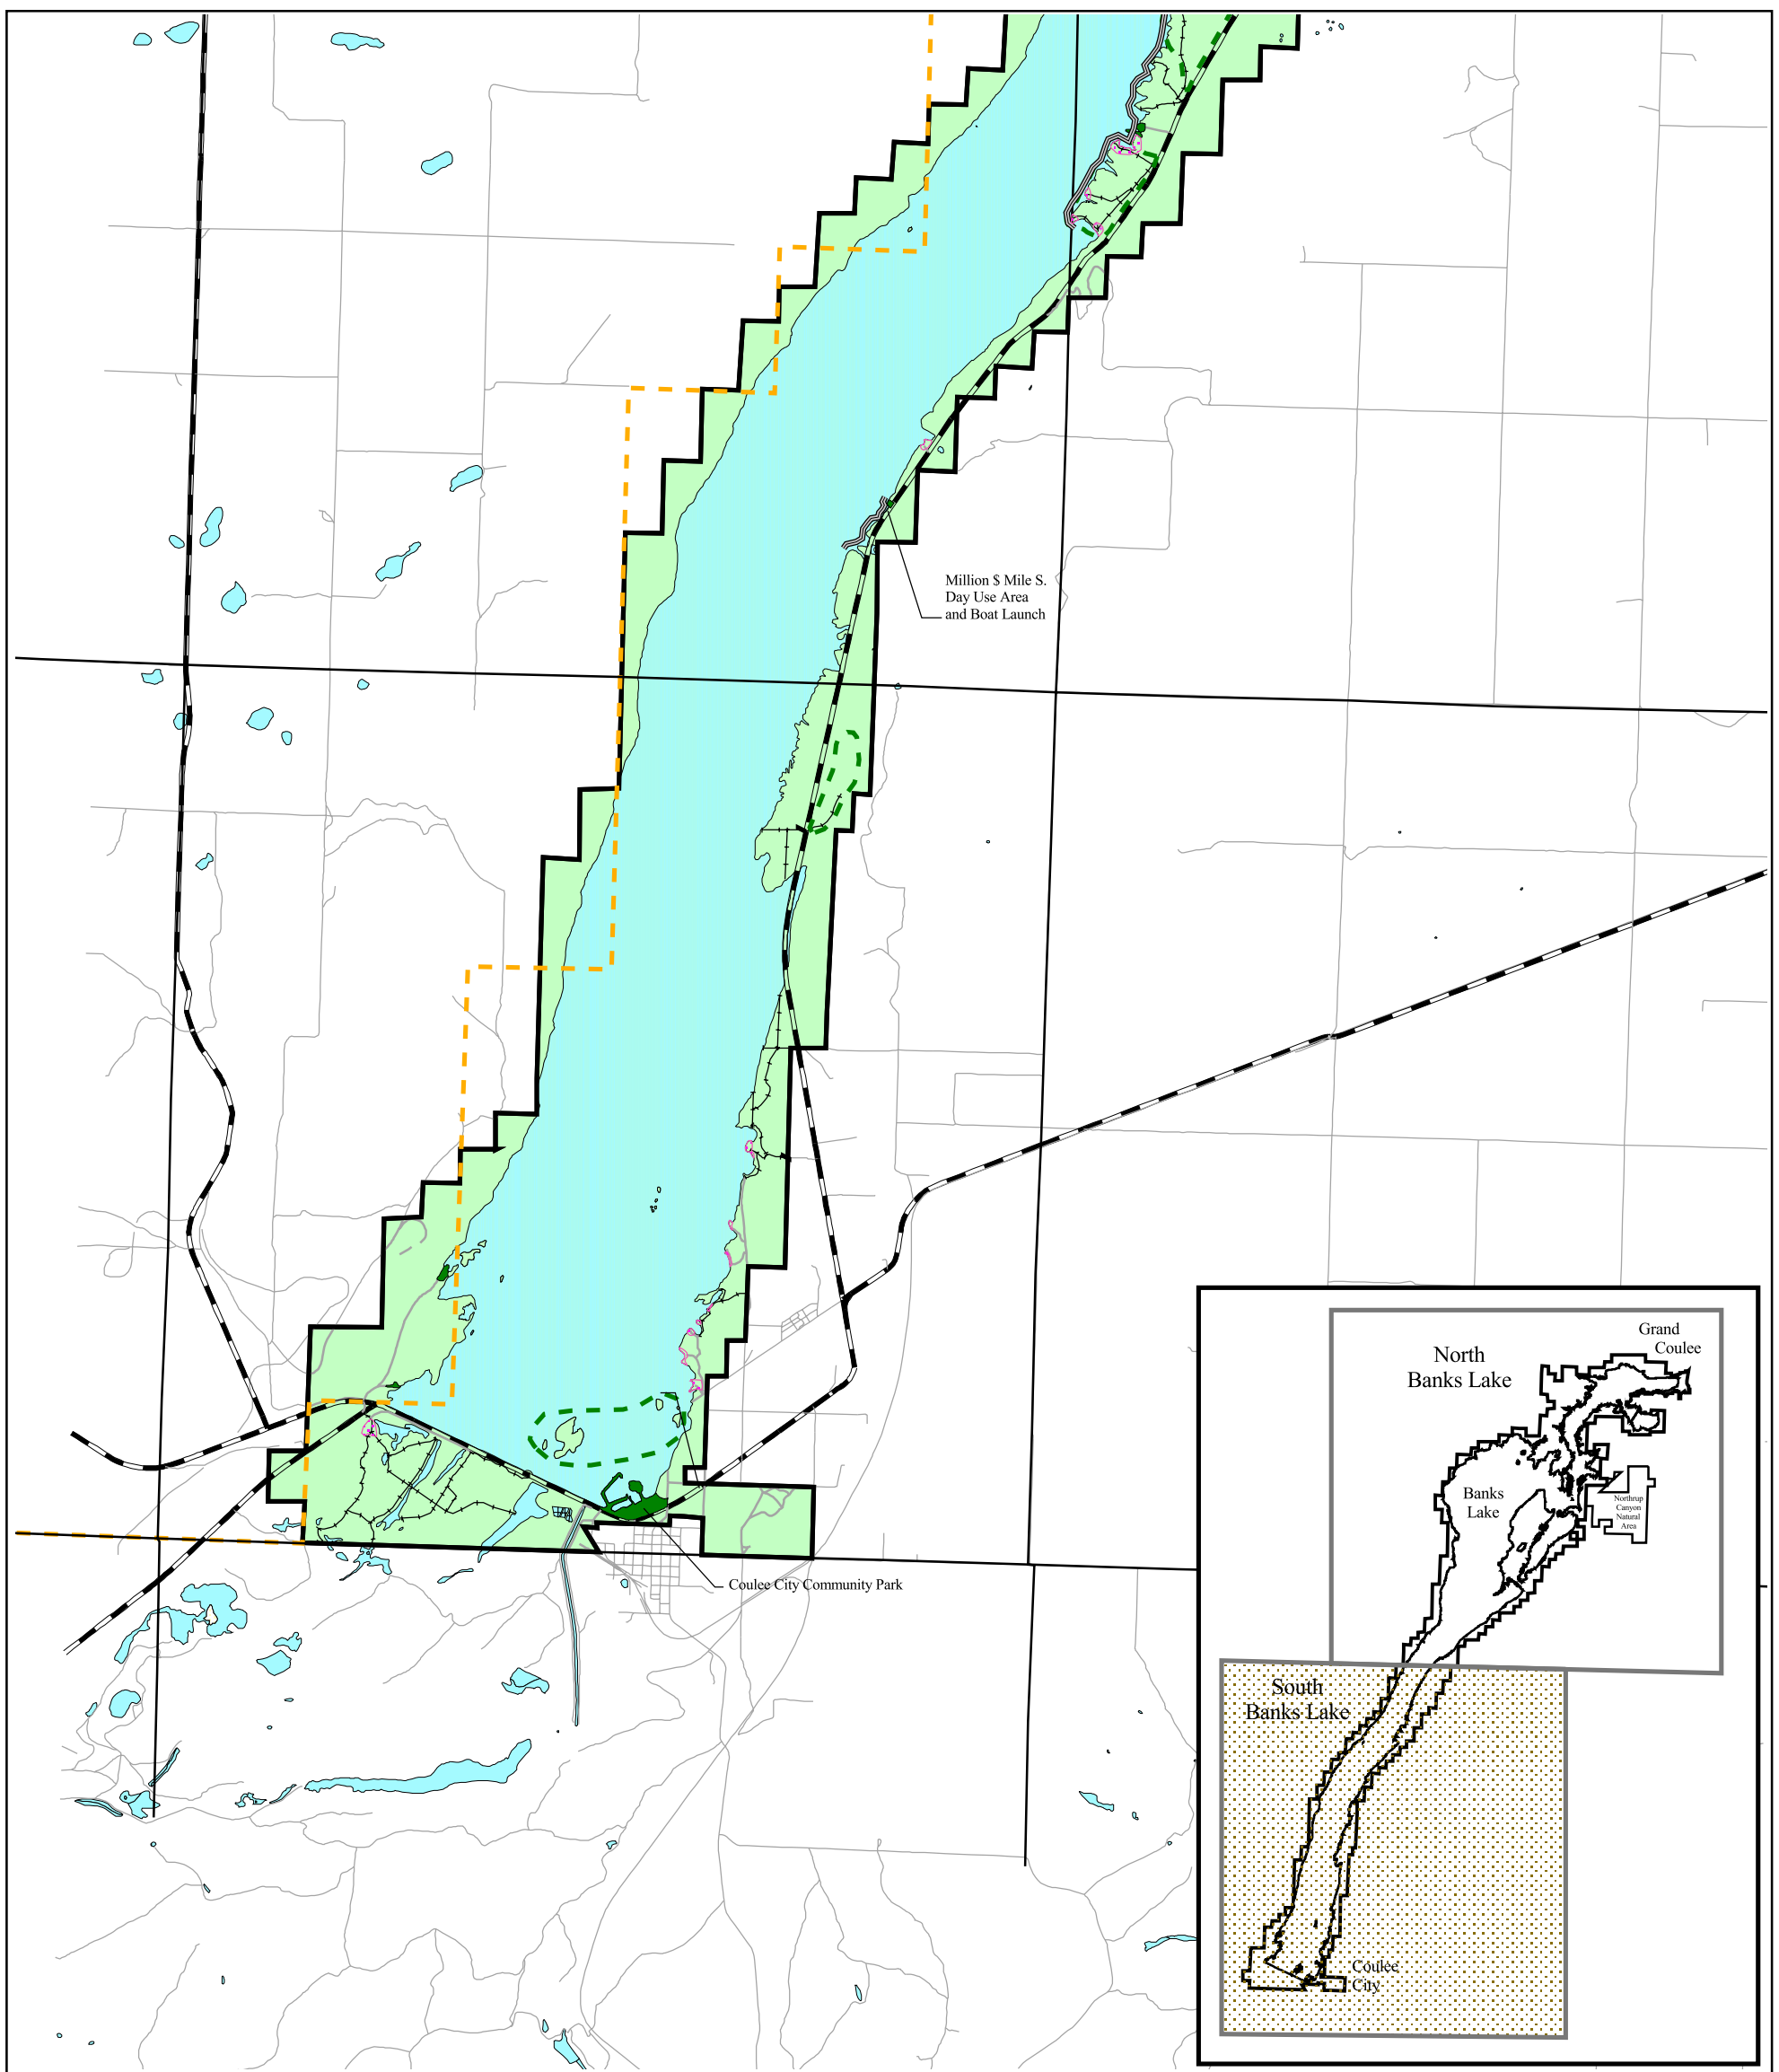 Million $ Mile S.
Day Use Area
and Boat Launch
Coulee City Community Park
Grand
Coulee
North
Banks Lake
Banks
Lake
Northrup
Canyon
Natural
Area
South
Banks Lake
Coulee
City